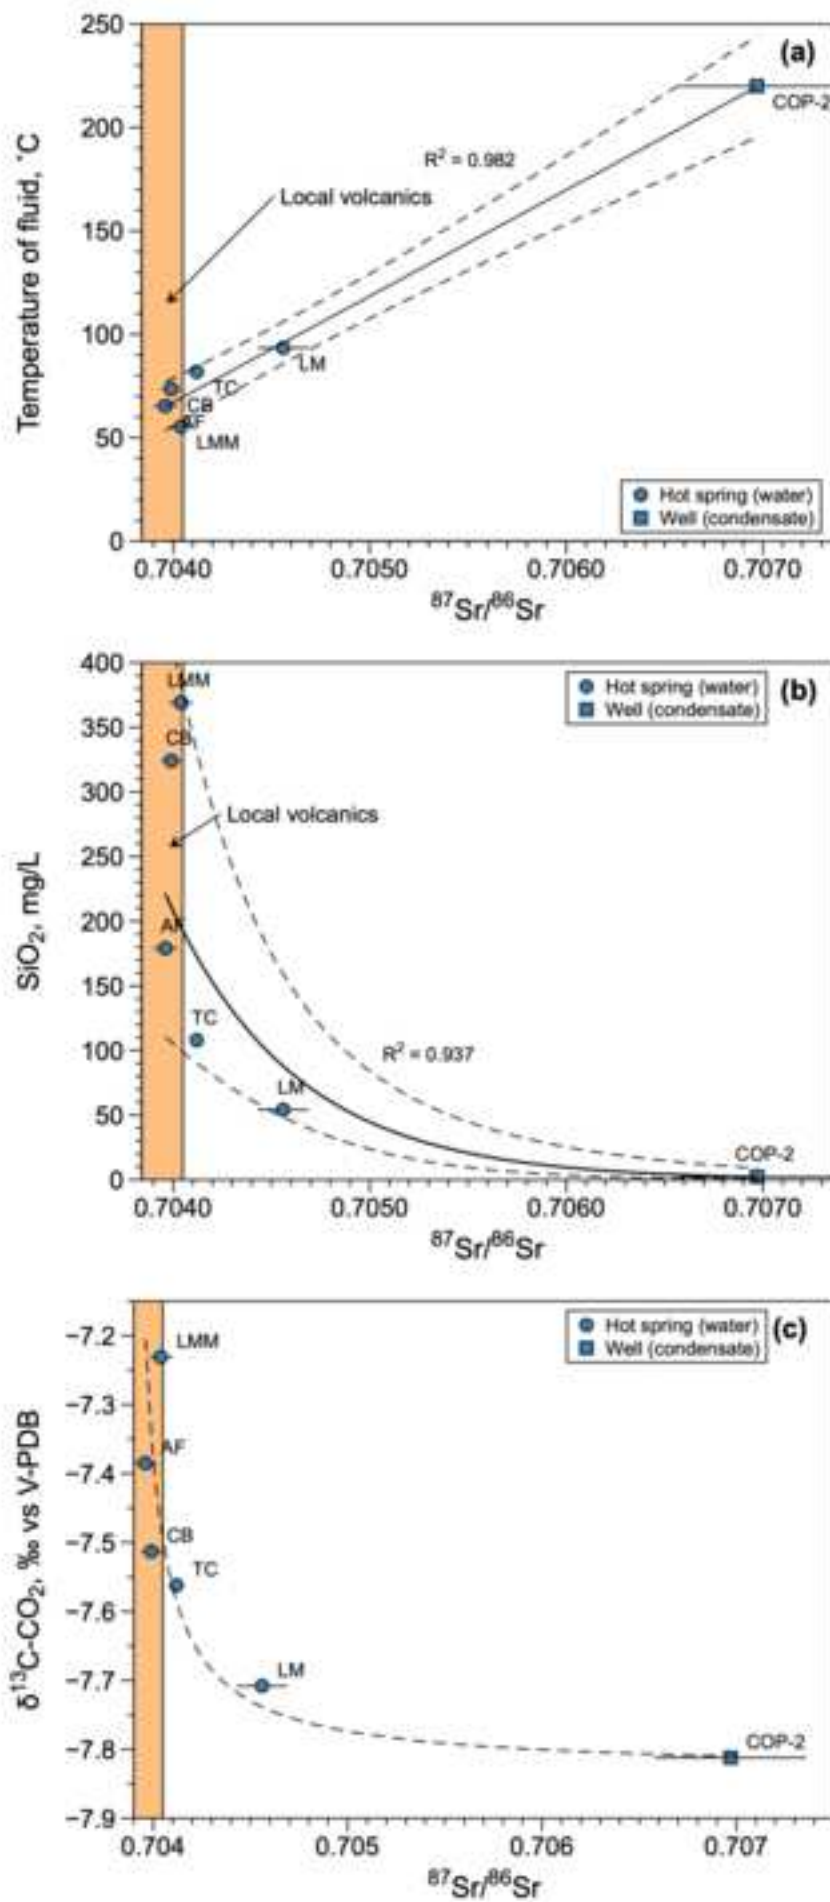 (a)
250
200
150
100
50
0
Temperature of fluid, ˚C
R² = 0.982
Local volcanics
COP-2
LM
TC
CB
AF
LMM
Hot spring (water)
Well (condensate)
0.7040 0.7050 0.7060 0.7070
⁸⁷Sr/⁸⁶Sr
(b)
400
350
300
250
200
150
100
50
0
SiO₂, mg/L
Hot spring (water)
Well (condensate)
LMM
CB
Local volcanics
AF
TC
R² = 0.937
LM
COP-2
0.7040 0.7050 0.7060 0.7070
⁸⁷Sr/⁸⁶Sr
(c)
−7.2
−7.3
−7.4
−7.5
−7.6
−7.7
−7.8
−7.9
δ¹³C-CO₂, ‰ vs V-PDB
Hot spring (water)
Well (condensate)
LMM
AF
CB
TC
LM
COP-2
0.704 0.705 0.706 0.707
⁸⁷Sr/⁸⁶Sr